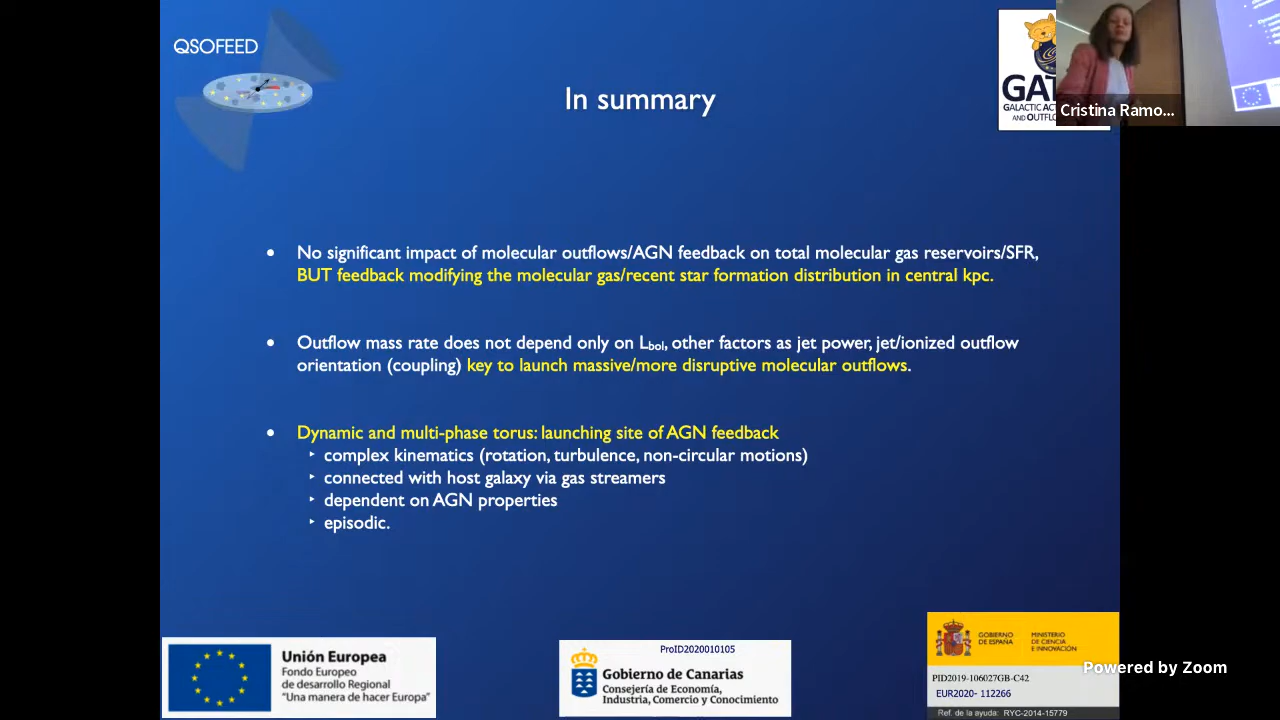 QSOFEED
In summary
GAT
GALACTIC AC
AND OUTFLO
Cristina Ramo...
• No significant impact of molecular outflows/AGN feedback on total molecular gas reservoirs/SFR,
BUT feedback modifying the molecular gas/recent star formation distribution in central kpc.
• Outflow mass rate does not depend only on Lbol, other factors as jet power, jet/ionized outflow
orientation (coupling) key to launch massive/more disruptive molecular outflows.
• Dynamic and multi-phase torus: launching site of AGN feedback
‣ complex kinematics (rotation, turbulence, non-circular motions)
‣ connected with host galaxy via gas streamers
‣ dependent on AGN properties
‣ episodic.
Unión Europea
Fondo Europeo
de desarrollo Regional
"Una manera de hacer Europa"
ProID2020010105
Gobierno de Canarias
Consejería de Economía,
Industria, Comercio y Conocimiento
GOBIERNO DE ESPAÑA
MINISTERIO DE CIENCIA E INNOVACIÓN
Powered by Zoom
PID2019-106027GB-C42
EUR2020- 112266
Ref. de la ayuda: RYC-2014-15779